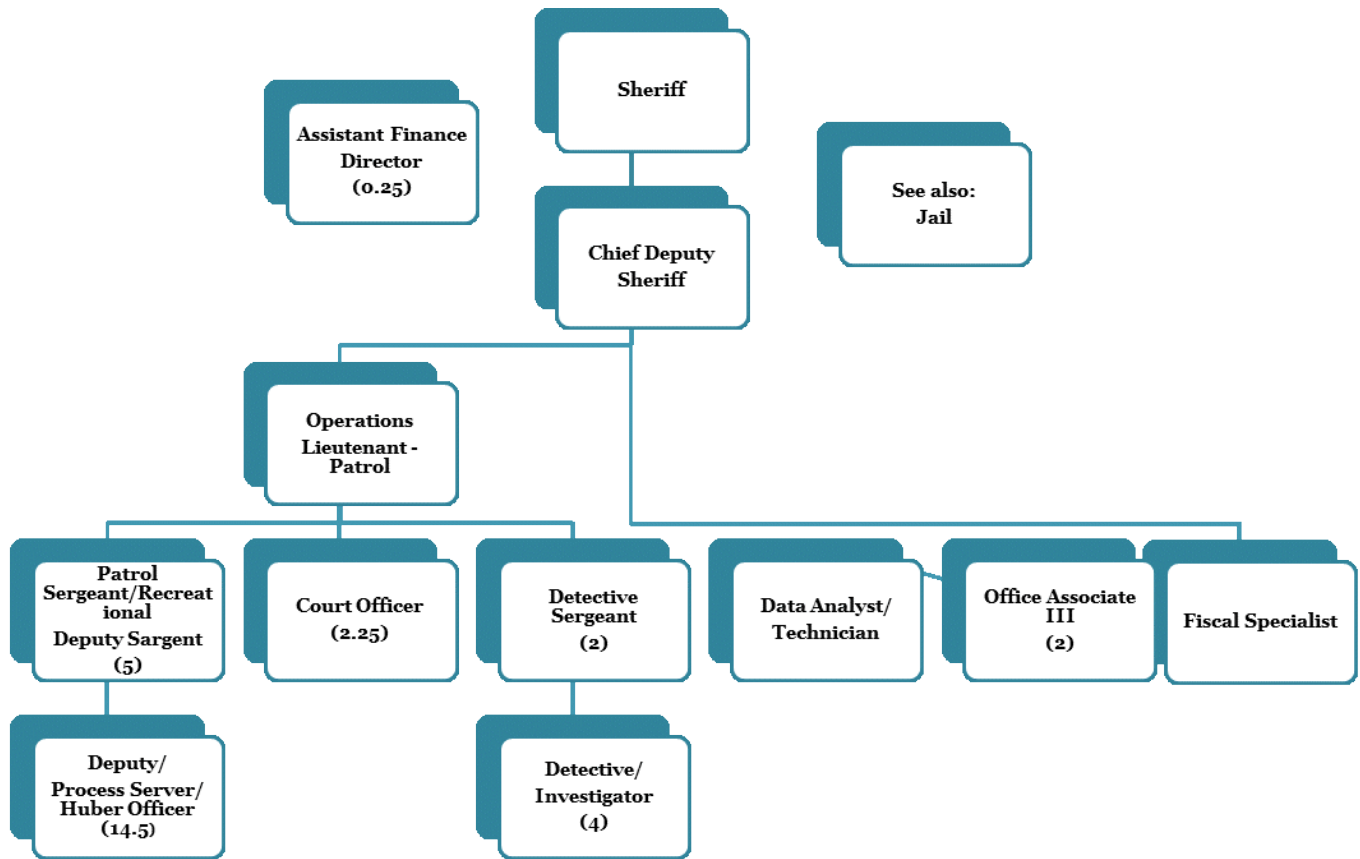 Sheriff
Assistant Finance
Director
(0.25)
See also:
Jail
Chief Deputy
Sheriff
Operations
Lieutenant -
Patrol
Patrol
Sergeant/Recreat
ional
Deputy Sargent
(5)
Court Officer
(2.25)
Detective
Sergeant
(2)
Data Analyst/
Technician
Office Associate
III
(2)
Fiscal Specialist
Deputy/
Process Server/
Huber Officer
(14.5)
Detective/
Investigator
(4)